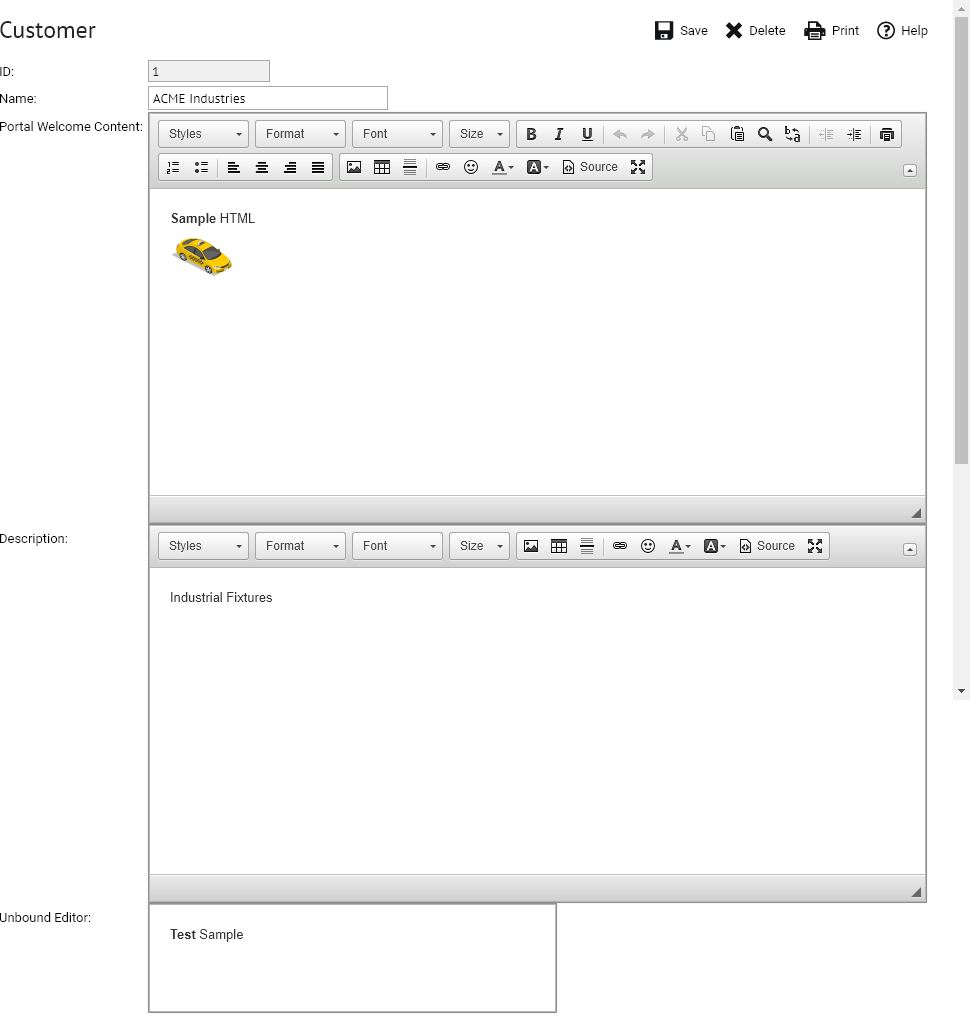 Customer
Save Delete Print Help
ID: 1
Name: ACME Industries
Portal Welcome Content:
Styles Format Font Size B I U
A A Source
Sample HTML
Description:
Styles Format Font Size A A Source
Industrial Fixtures
Unbound Editor:
Test Sample